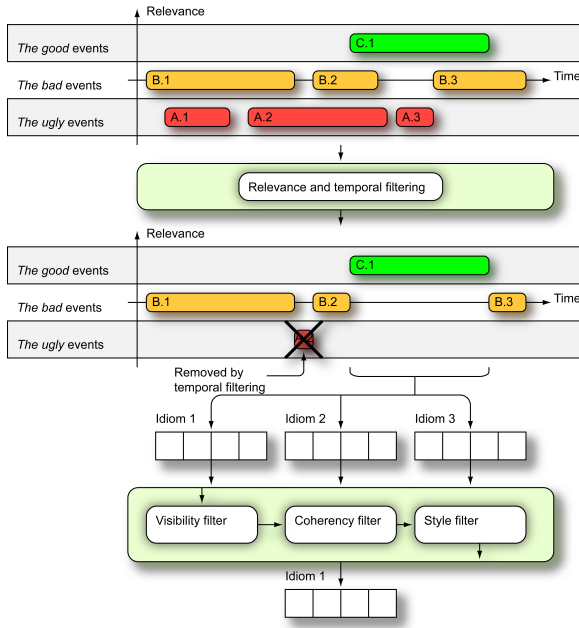 Relevance
The good events
C.1
The bad events
B.1
B.2
B.3
Time
The ugly events
A.1
A.2
A.3
Relevance and temporal filtering
Relevance
The good events
C.1
The bad events
B.1
B.2
B.3
Time
The ugly events
Removed by
temporal filtering
Idiom 1
Idiom 2
Idiom 3
Visibility filter
Coherency filter
Style filter
Idiom 1